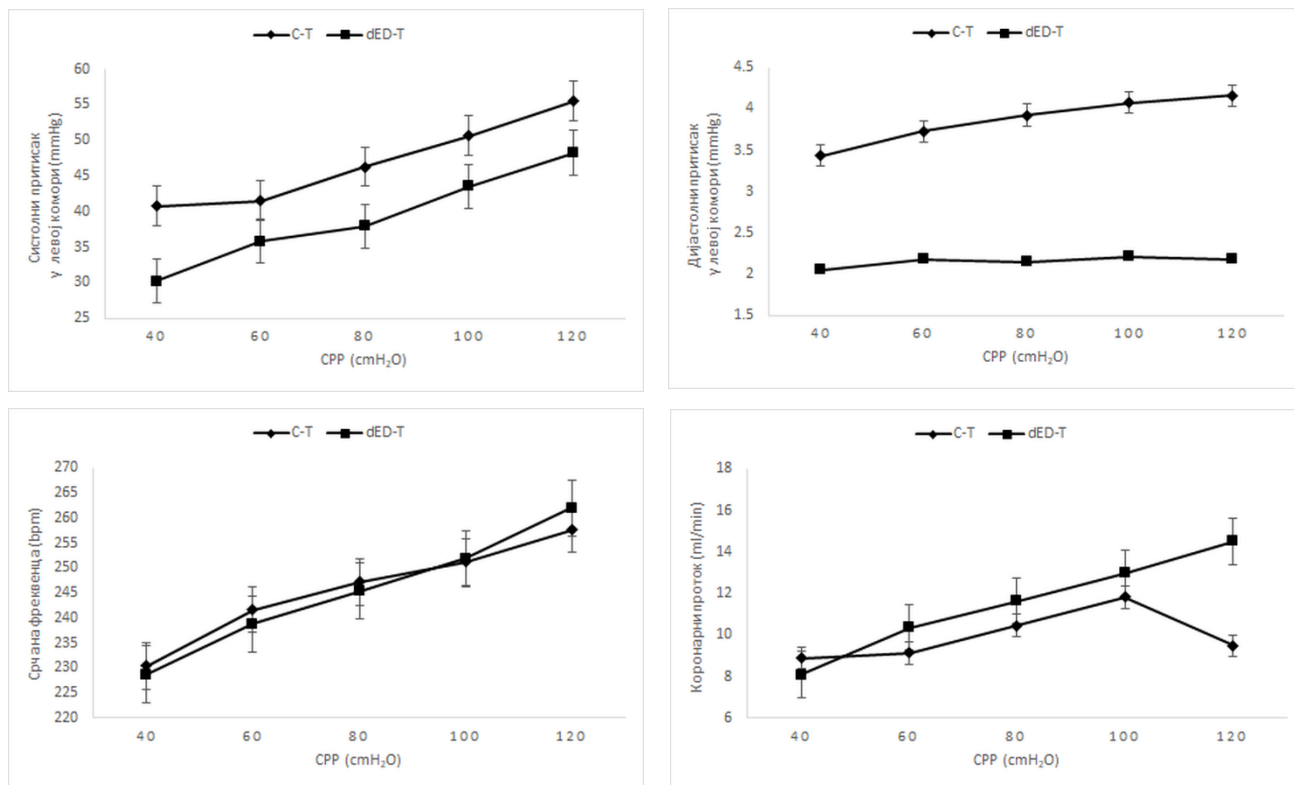 C-T dED-T
Систолни притисак
у левој комори (mmHg)
60
55
50
45
40
35
30
25
40 60 80 100 120
CPP (cmH₂O)
C-T dED-T
Дијастолни притисак
у левој комори (mmHg)
4.5
4
3.5
3
2.5
2
1.5
40 60 80 100 120
CPP (cmH₂O)
C-T dED-T
Срчана фреквенца (bpm)
270
265
260
255
250
245
240
235
230
225
220
40 60 80 100 120
CPP (cmH₂O)
C-T dED-T
Коронарни проток (ml/min)
18
16
14
12
10
8
6
40 60 80 100 120
CPP (cmH₂O)